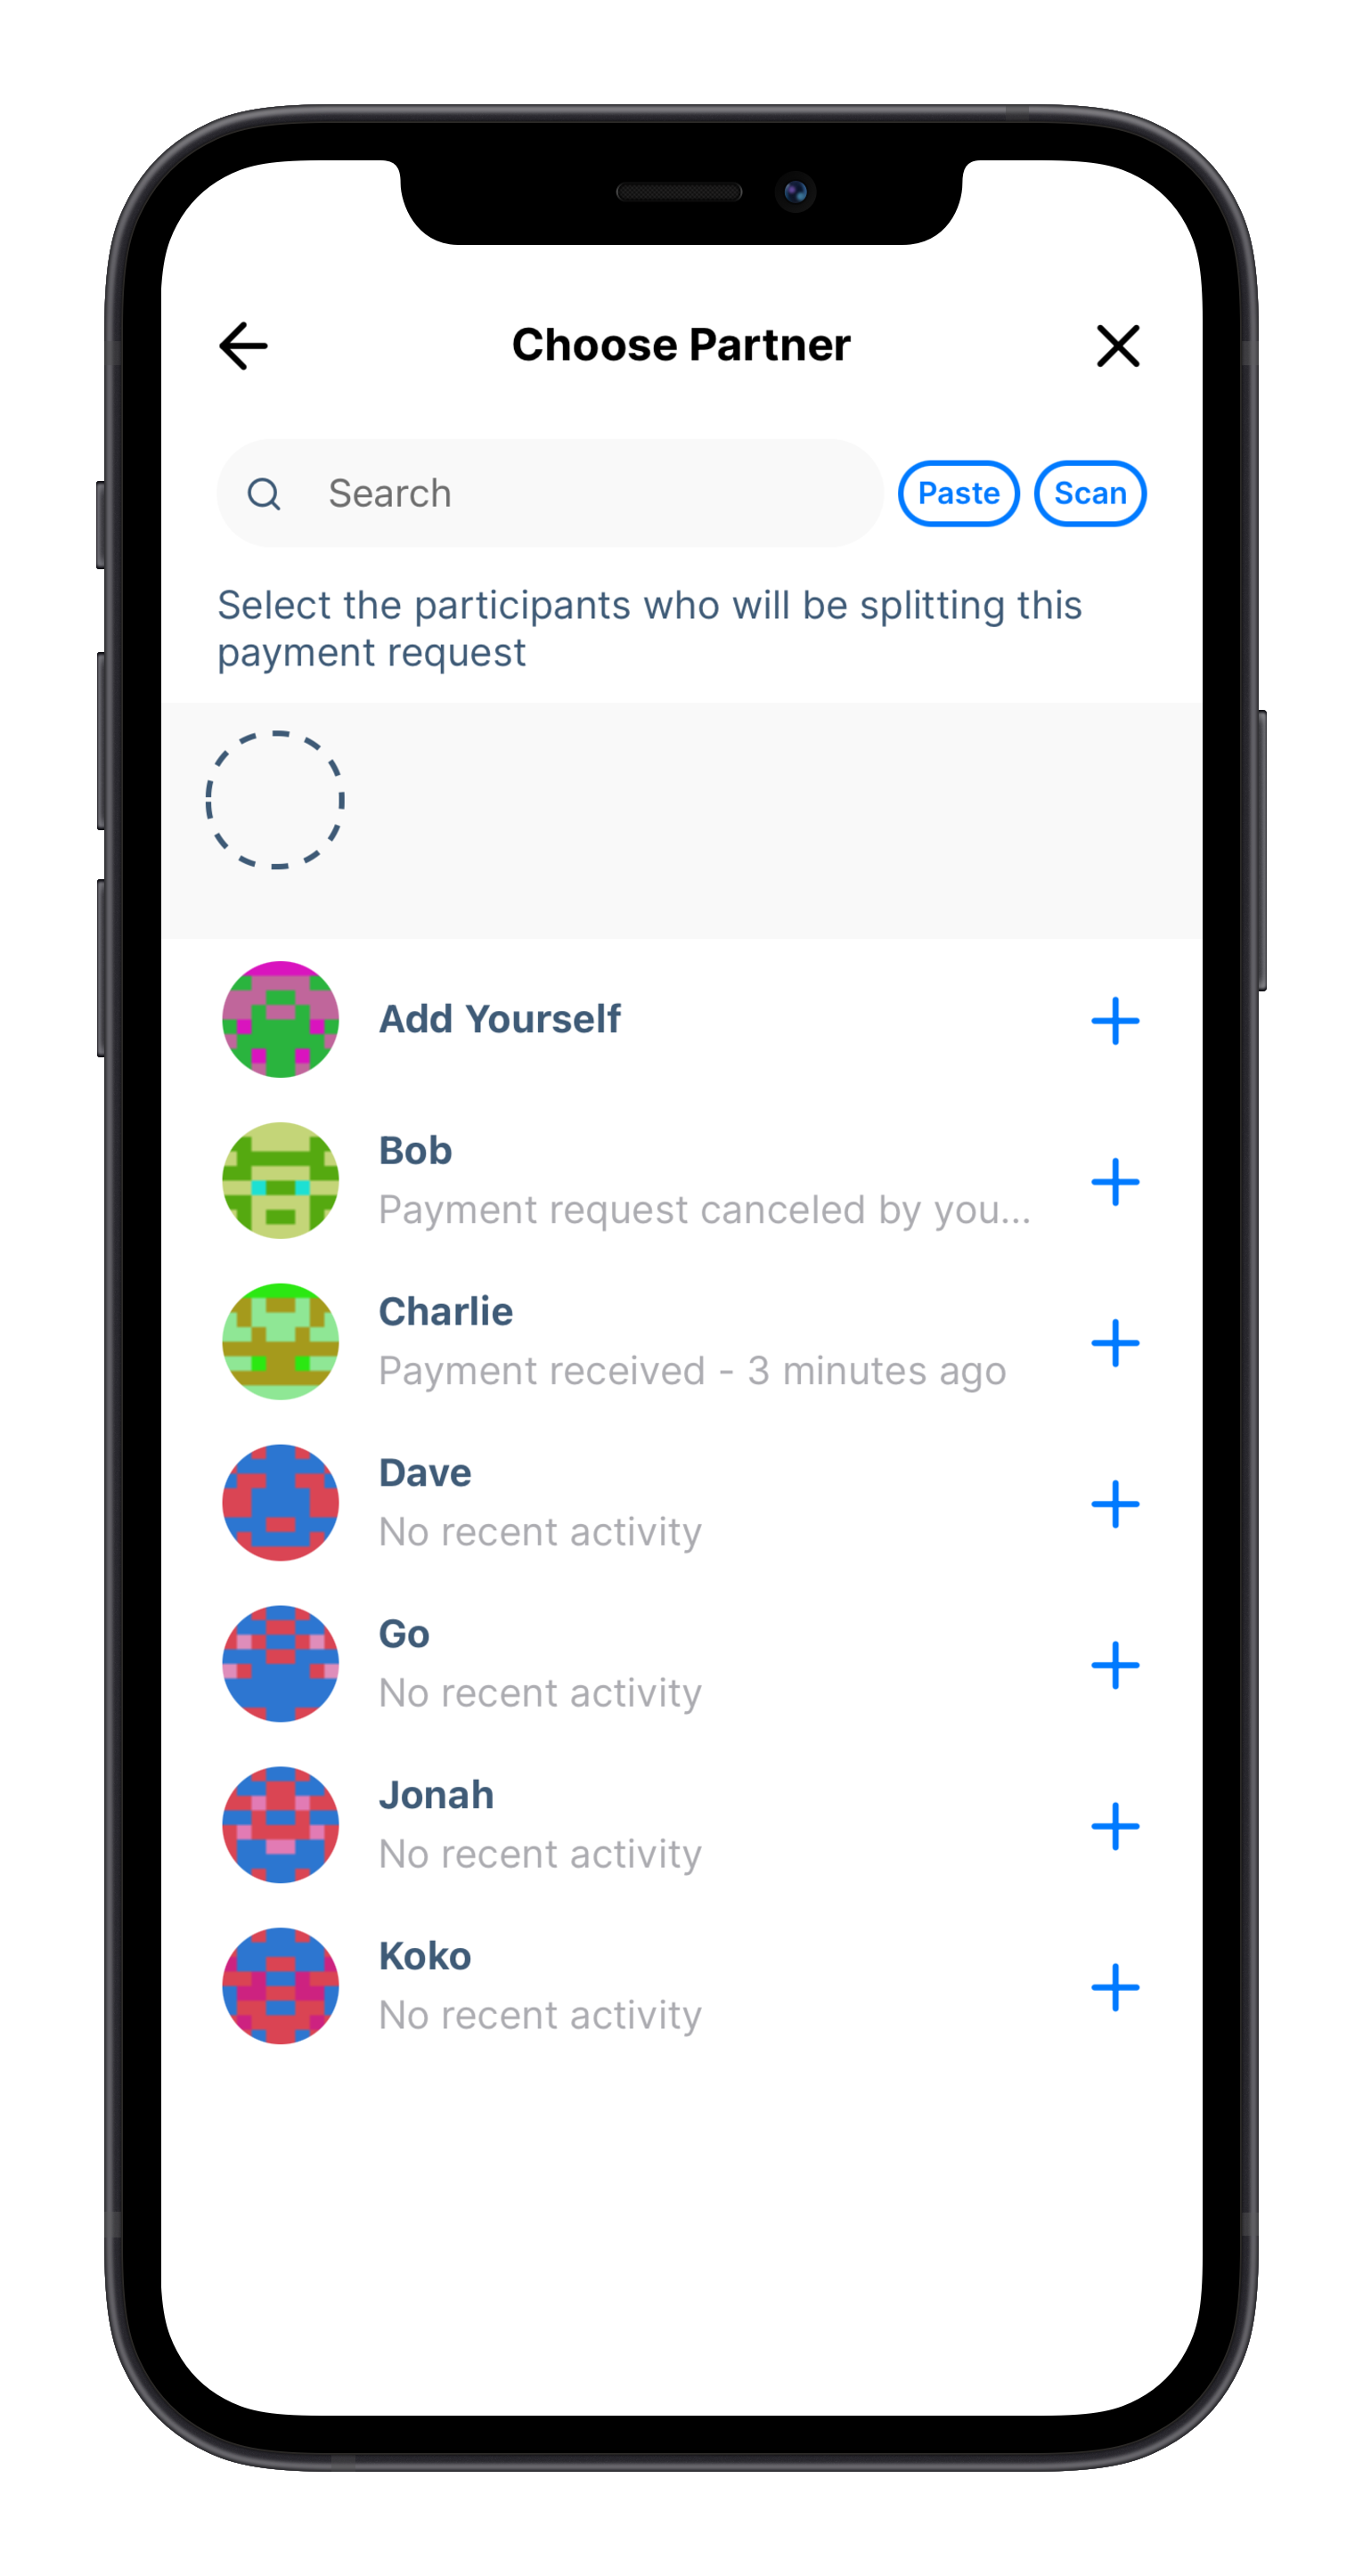 Choose Partner
Search
Paste
Scan
Select the participants who will be splitting this
payment request
Add Yourself
Bob
Payment request canceled by you...
Charlie
Payment received - 3 minutes ago
Dave
No recent activity
Go
No recent activity
Jonah
No recent activity
Koko
No recent activity